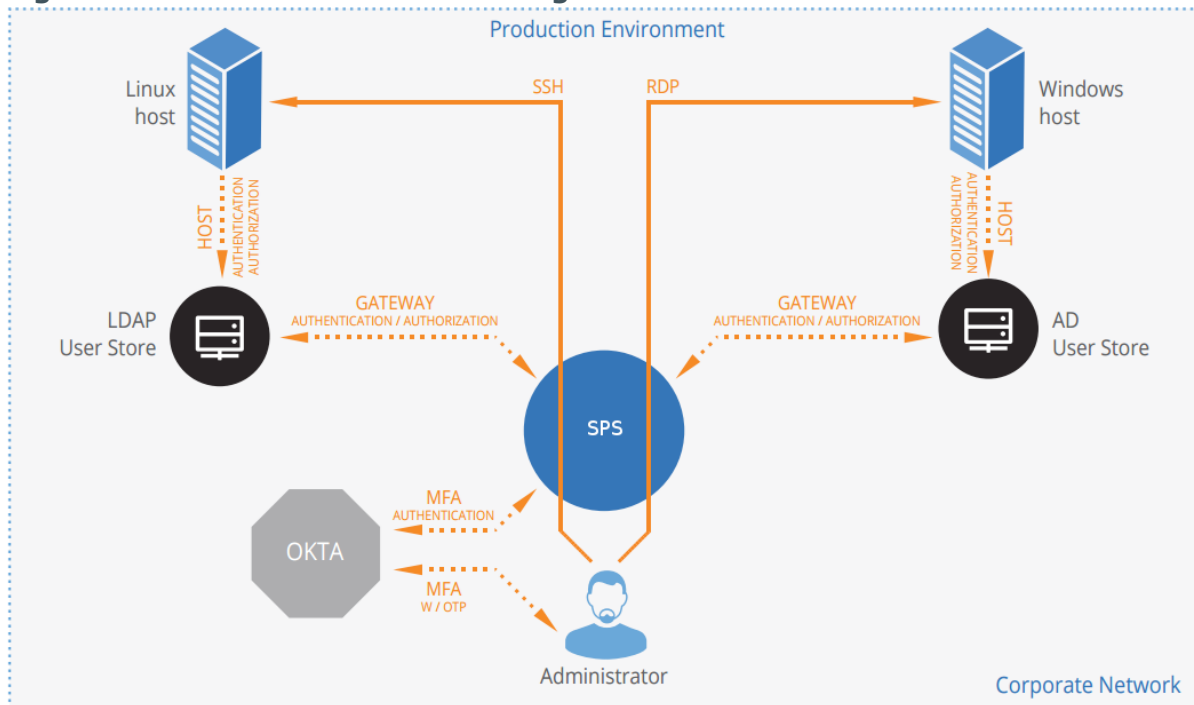 Production Environment
Linux
host
SSH
RDP
Windows
host
HOST
AUTHENTICATION
AUTHORIZATION
HOST
AUTHENTICATION
AUTHORIZATION
LDAP
User Store
GATEWAY
AUTHENTICATION / AUTHORIZATION
GATEWAY
AUTHENTICATION / AUTHORIZATION
AD
User Store
SPS
MFA
AUTHENTICATION
OKTA
MFA
W / OTP
Administrator
Corporate Network